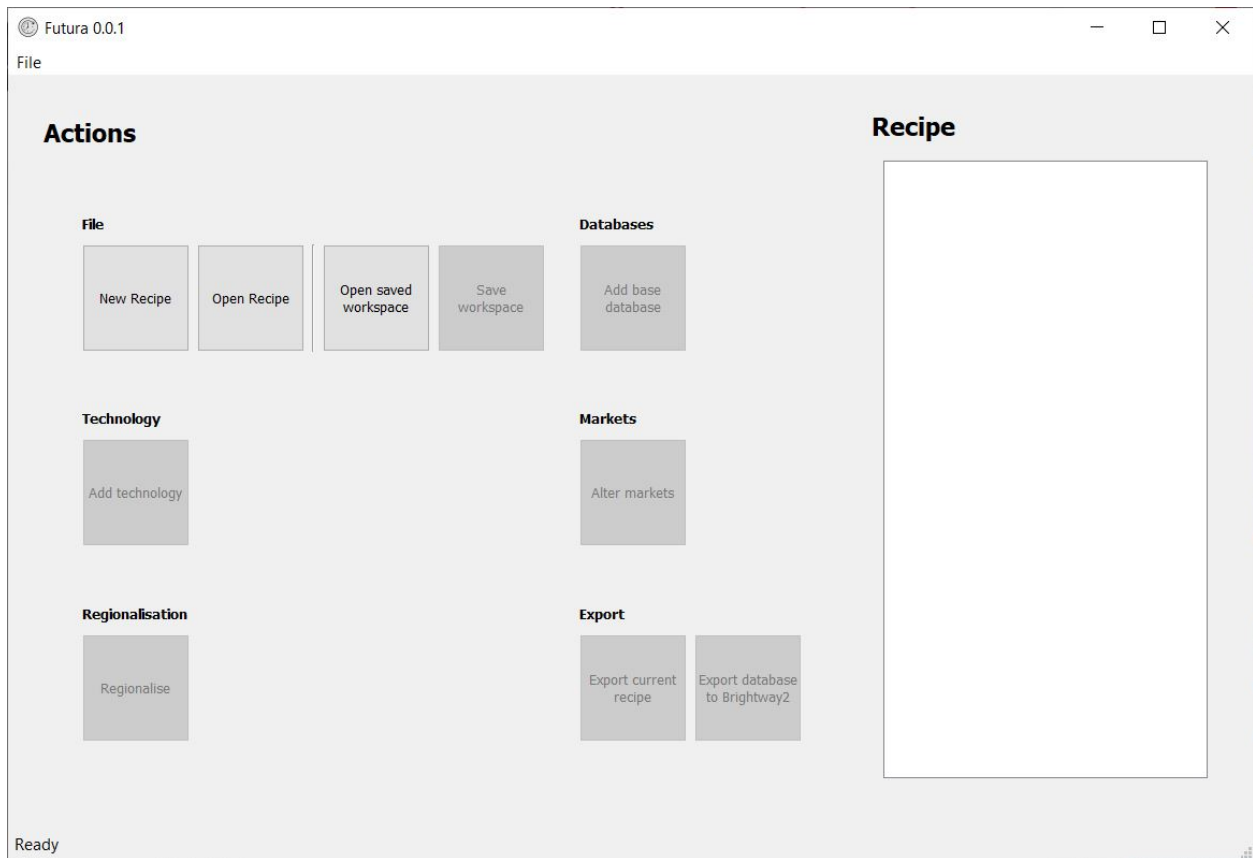 Futura 0.0.1
File
Actions
Recipe
File
New Recipe
Open Recipe
Open saved
workspace
Save
workspace
Databases
Add base
database
Technology
Add technology
Markets
Alter markets
Regionalisation
Regionalise
Export
Export current
recipe
Export database
to Brightway2
Ready